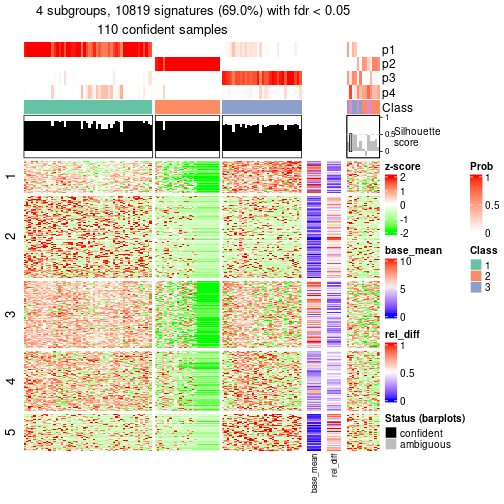 4 subgroups, 10819 signatures (69.0%) with fdr < 0.05
110 confident samples
p1
p2
p3
p4
Class
1
0.5
0
Silhouette
score
1
2
3
4
5
base_mean
rel_diff
z-score
2
1
0
-1
-2
Prob
1
0.5
0
base_mean
10
5
0
Class
1
2
3
rel_diff
1
0.5
0
Status (barplots)
confident
ambiguous